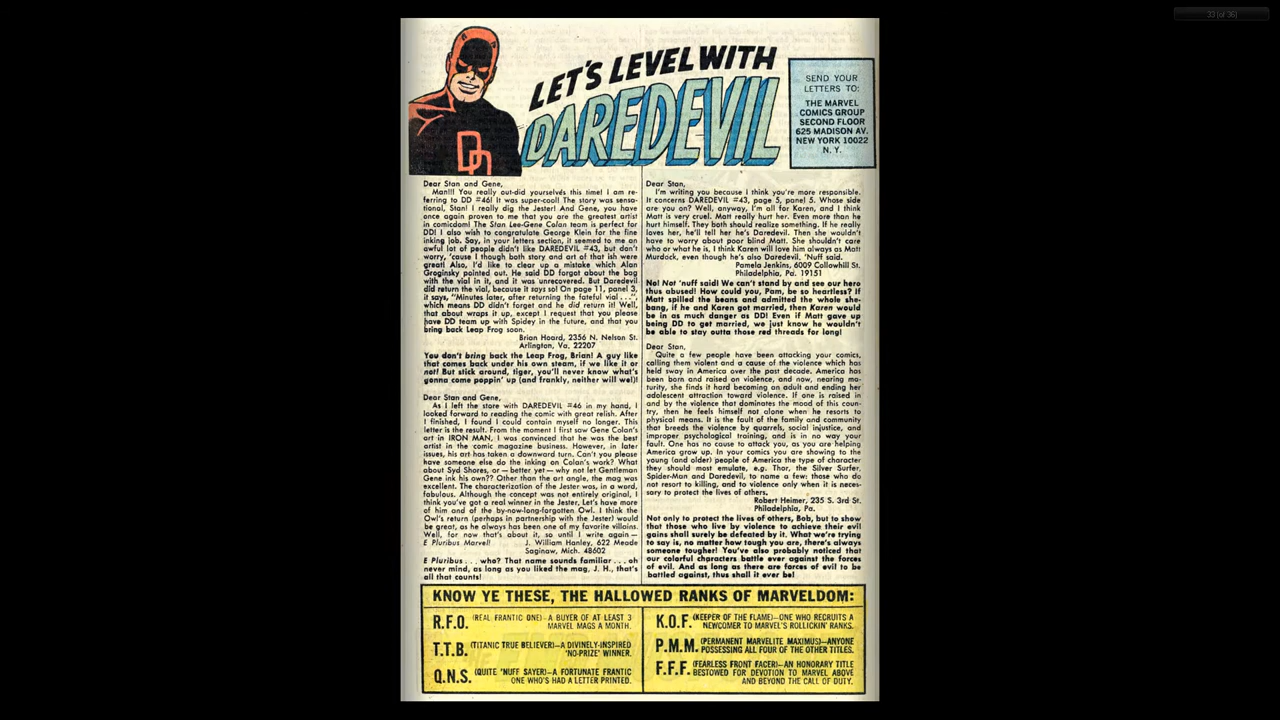 33 (of 36)
LET'S LEVEL WITH
DAREDEVIL
SEND YOUR
LETTERS TO:
THE MARVEL
COMICS GROUP
SECOND FLOOR
625 MADISON AV.
NEW YORK 10022
N. Y.
DD
Dear Stan and Gene,
Man!!! You really out-did yourselves this time! I am re-
ferring to DD #46! It was super-cool! The story was sensa-
tional, Stan! I really dig the Jester! And Gene, you have
once again proven to me that you are the greatest artist
in comicdom! The Stan Lee-Gene Colan team is perfect for
DD! I also wish to congratulate George Klein for the fine
inking job. Say, in your letters section, it seemed to me an
awful lot of people didn't like DAREDEVIL #43, but don't
worry, 'cause I though both story and art of that ish were
great! Also, I'd like to clear up a mistake which Alan
Groginsky pointed out. He said DD forgot about the bag
with the vial in it, and it was unrecovered. But Daredevil
did return the vial, because it says so! On page 11, panel 3,
it says, "Minutes later, after returning the fateful vial . . .",
which means DD didn't forget and he did return it! Well,
that about wraps it up, except I request that you please
have DD team up with Spidey in the future, and that you
bring back Leap Frog soon.
Brian Hoard, 2356 N. Nelson St.
Arlington, Va. 22207
You don't bring back the Leap Frog, Brian! A guy like
that comes back under his own steam, if we like it or
not! But stick around, tiger, you'll never know what's
gonna come poppin' up (and frankly, neither will we!)!
Dear Stan and Gene,
As I left the store with DAREDEVIL #46 in my hand, I
looked forward to reading the comic with great relish. After
I finished, I found I could contain myself no longer. This
letter is the result. From the moment I first saw Gene Colan's
art in IRON MAN, I was convinced that he was the best
artist in the comic magazine business. However, in later
issues, his art has taken a downward turn. Can't you please
have someone else do the inking on Colan's work? What
about Syd Shores, or — better yet — why not let Gentleman
Gene ink his own?? Other than the art angle, the mag was
excellent. The characterization of the Jester was, in a word,
fabulous. Although the concept was not entirely original, I
think you've got a real winner in the Jester, Let's have more
of him and of the by-now-long-forgotten Owl. I think the
Owl's return (perhaps in partnership with the Jester) would
be great, as he always has been one of my favorite villains.
Well, for now that's about it, so until I write again —
E Pluribus Marvel! J. William Hanley, 622 Meade
Saginaw, Mich. 48602
E Pluribus . . . who? That name sounds familiar . . . oh
never mind, as long as you liked the mag, J. H., that's
all that counts!
Dear Stan,
I'm writing you because I think you're more responsible.
It concerns DAREDEVIL #43, page 5, panel 5. Whose side
are you on? Well, anyway, I'm all for Karen, and I think
Matt is very cruel. Matt really hurt her. Even more than he
hurt himself. They both should realize something. If he really
loves her, he'll tell her he's Daredevil. Then she wouldn't
have to worry about poor blind Matt. She shouldn't care
who or what he is, I think Karen will love him always as Matt
Murdock, even though he's also Daredevil, 'Nuff said.
Pamela Jenkins, 6009 Collowhill St.
Philadelphia, Pa. 19151
No! Not 'nuff said! We can't stand by and see our hero
thus abused! How could you, Pam, be so heartless? If
Matt spilled the beans and admitted the whole she-
bang, if he and Karen got married, then Karen would
be in as much danger as DD! Even if Matt gave up
being DD to get married, we just know he wouldn't
be able to stay outta those red threads for long!
Dear Stan,
Quite a few people have been attacking your comics,
calling them violent and a cause of the violence which has
held sway in America over the past decade. America has
been born and raised on violence, and now, nearing ma-
turity, she finds it hard becoming an adult and ending her
adolescent attraction toward violence. If one is raised in
and by the violence that dominates the mood of this coun-
try, then he feels himself not alone when he resorts to
physical means. It is the fault of the family and community
that breeds the violence by quarrels, social injustice, and
improper psychological training, and is in no way your
fault. One has no cause to attack you, as you are helping
America grow up. In your comics you are showing to the
young (and older) people of America the type of character
they should most emulate, e.g. Thor, the Silver Surfer,
Spider-Man and Daredevil, to name a few: those who do
not resort to killing, and to violence only when it is neces-
sary to protect the lives of others,
Robert Heimer, 235 S. 3rd St.
Philadelphia, Pa.
Not only to protect the lives of others, Bob, but to show
that those who live by violence to achieve their evil
gains shall surely be defeated by it. What we're trying
to say is, no matter how tough you are, there's always
someone tougher! You've also probably noticed that
our colorful characters battle ever against the forces
of evil. And as long as there are forces of evil to be
battled against, thus shall it ever be!
KNOW YE THESE, THE HALLOWED RANKS OF MARVELDOM:
R.F.O. (REAL FRANTIC ONE)—A BUYER OF AT LEAST 3
MARVEL MAGS A MONTH.
T.T.B. (TITANIC TRUE BELIEVER)—A DIVINELY-INSPIRED
'NO-PRIZE' WINNER.
Q.N.S. (QUITE 'NUFF SAYER)—A FORTUNATE FRANTIC
ONE WHO'S HAD A LETTER PRINTED.
K.O.F. (KEEPER OF THE FLAME)—ONE WHO RECRUITS A
NEWCOMER TO MARVEL'S ROLLICKIN' RANKS.
P.M.M. (PERMANENT MARVELITE MAXIMUS)—ANYONE
POSSESSING ALL FOUR OF THE OTHER TITLES.
F.F.F. (FEARLESS FRONT FACER)—AN HONORARY TITLE
BESTOWED FOR DEVOTION TO MARVEL ABOVE
AND BEYOND THE CALL OF DUTY.